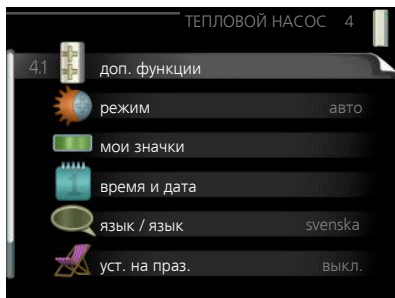 ТЕПЛОВОЙ НАСОС 4
4.1 доп. функции
режим авто
мои значки
время и дата
язык / язык svenska
уст. на праз. выкл.